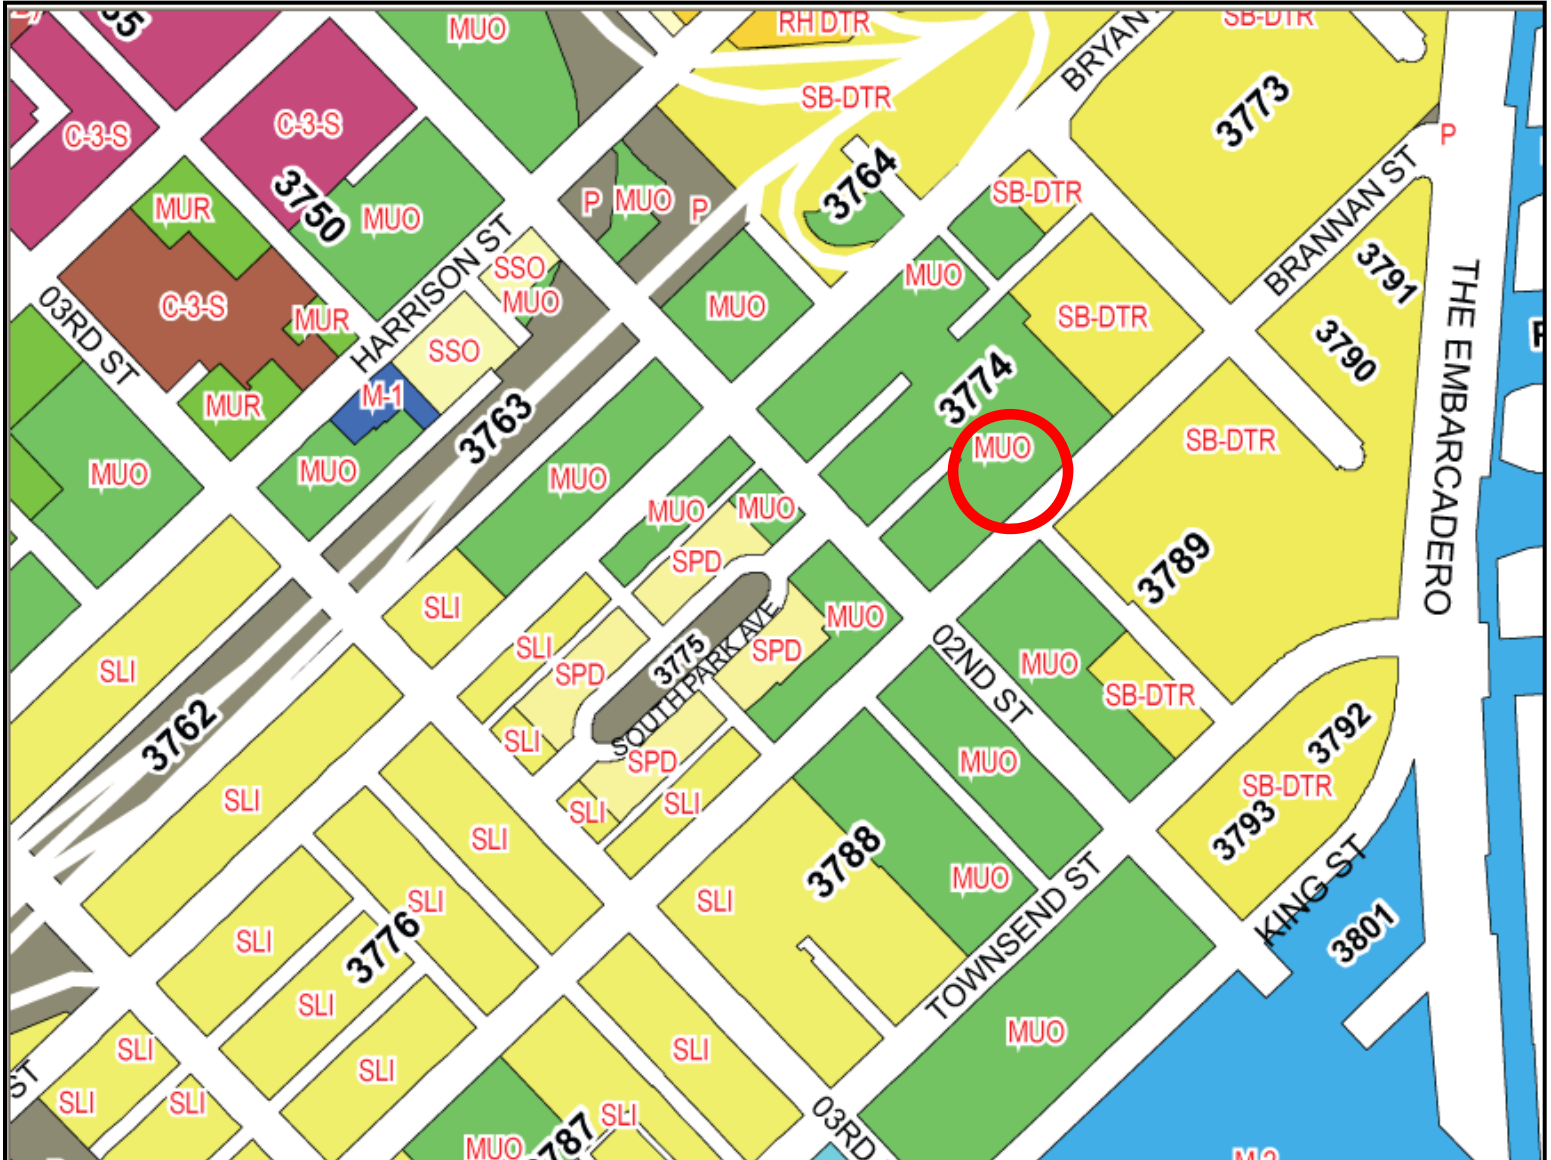 MUO
RH DTR
SB-DTR
BRYAN
SB-DTR
3773
C-3-S
C-3-S
P
3764
BRANNAN ST
MUR
3750
MUO
P
MUO
P
SB-DTR
HARRISON ST
SSO
MUO
MUO
MUO
3791
THE EMBARCADERO
C-3-S
MUR
SB-DTR
3790
03RD ST
SSO
M-1
3774
MUR
3763
MUO
SB-DTR
MUO
MUO
MUO
MUO
MUO
SPD
3789
SLI
MUO
SLI
SPD
3775
SOUTH PARK AVE
SPD
MUO
02ND ST
SB-DTR
SLI
3762
SLI
SPD
MUO
3792
SB-DTR
SLI
SLI
SLI
SLI
3793
3788
MUO
KING ST
SLI
SLI
TOWNSEND ST
3801
SLI
3776
SLI
MUO
SLI
SLI
SLI
ST
SLI
SLI
03RD
SLI
MUO
3787